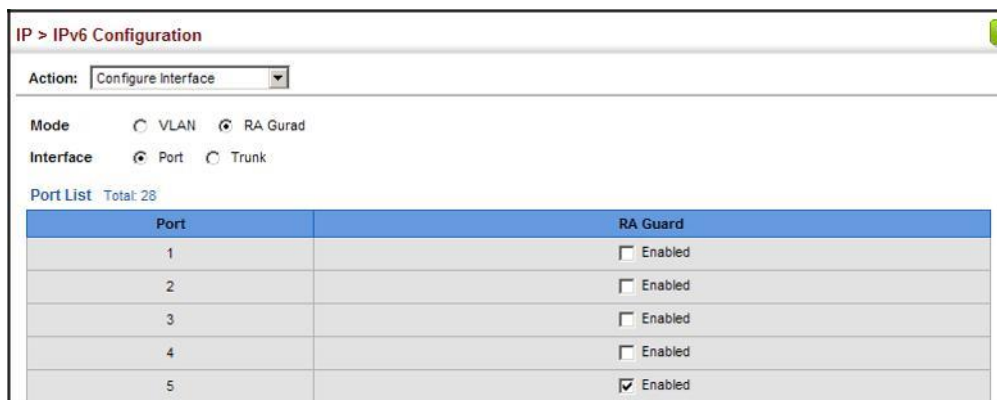 IP > IPv6 Configuration
Action: Configure Interface
Mode VLAN RA Gurad
Interface Port Trunk
Port List Total: 28
Port RA Guard
1 Enabled
2 Enabled
3 Enabled
4 Enabled
5 Enabled